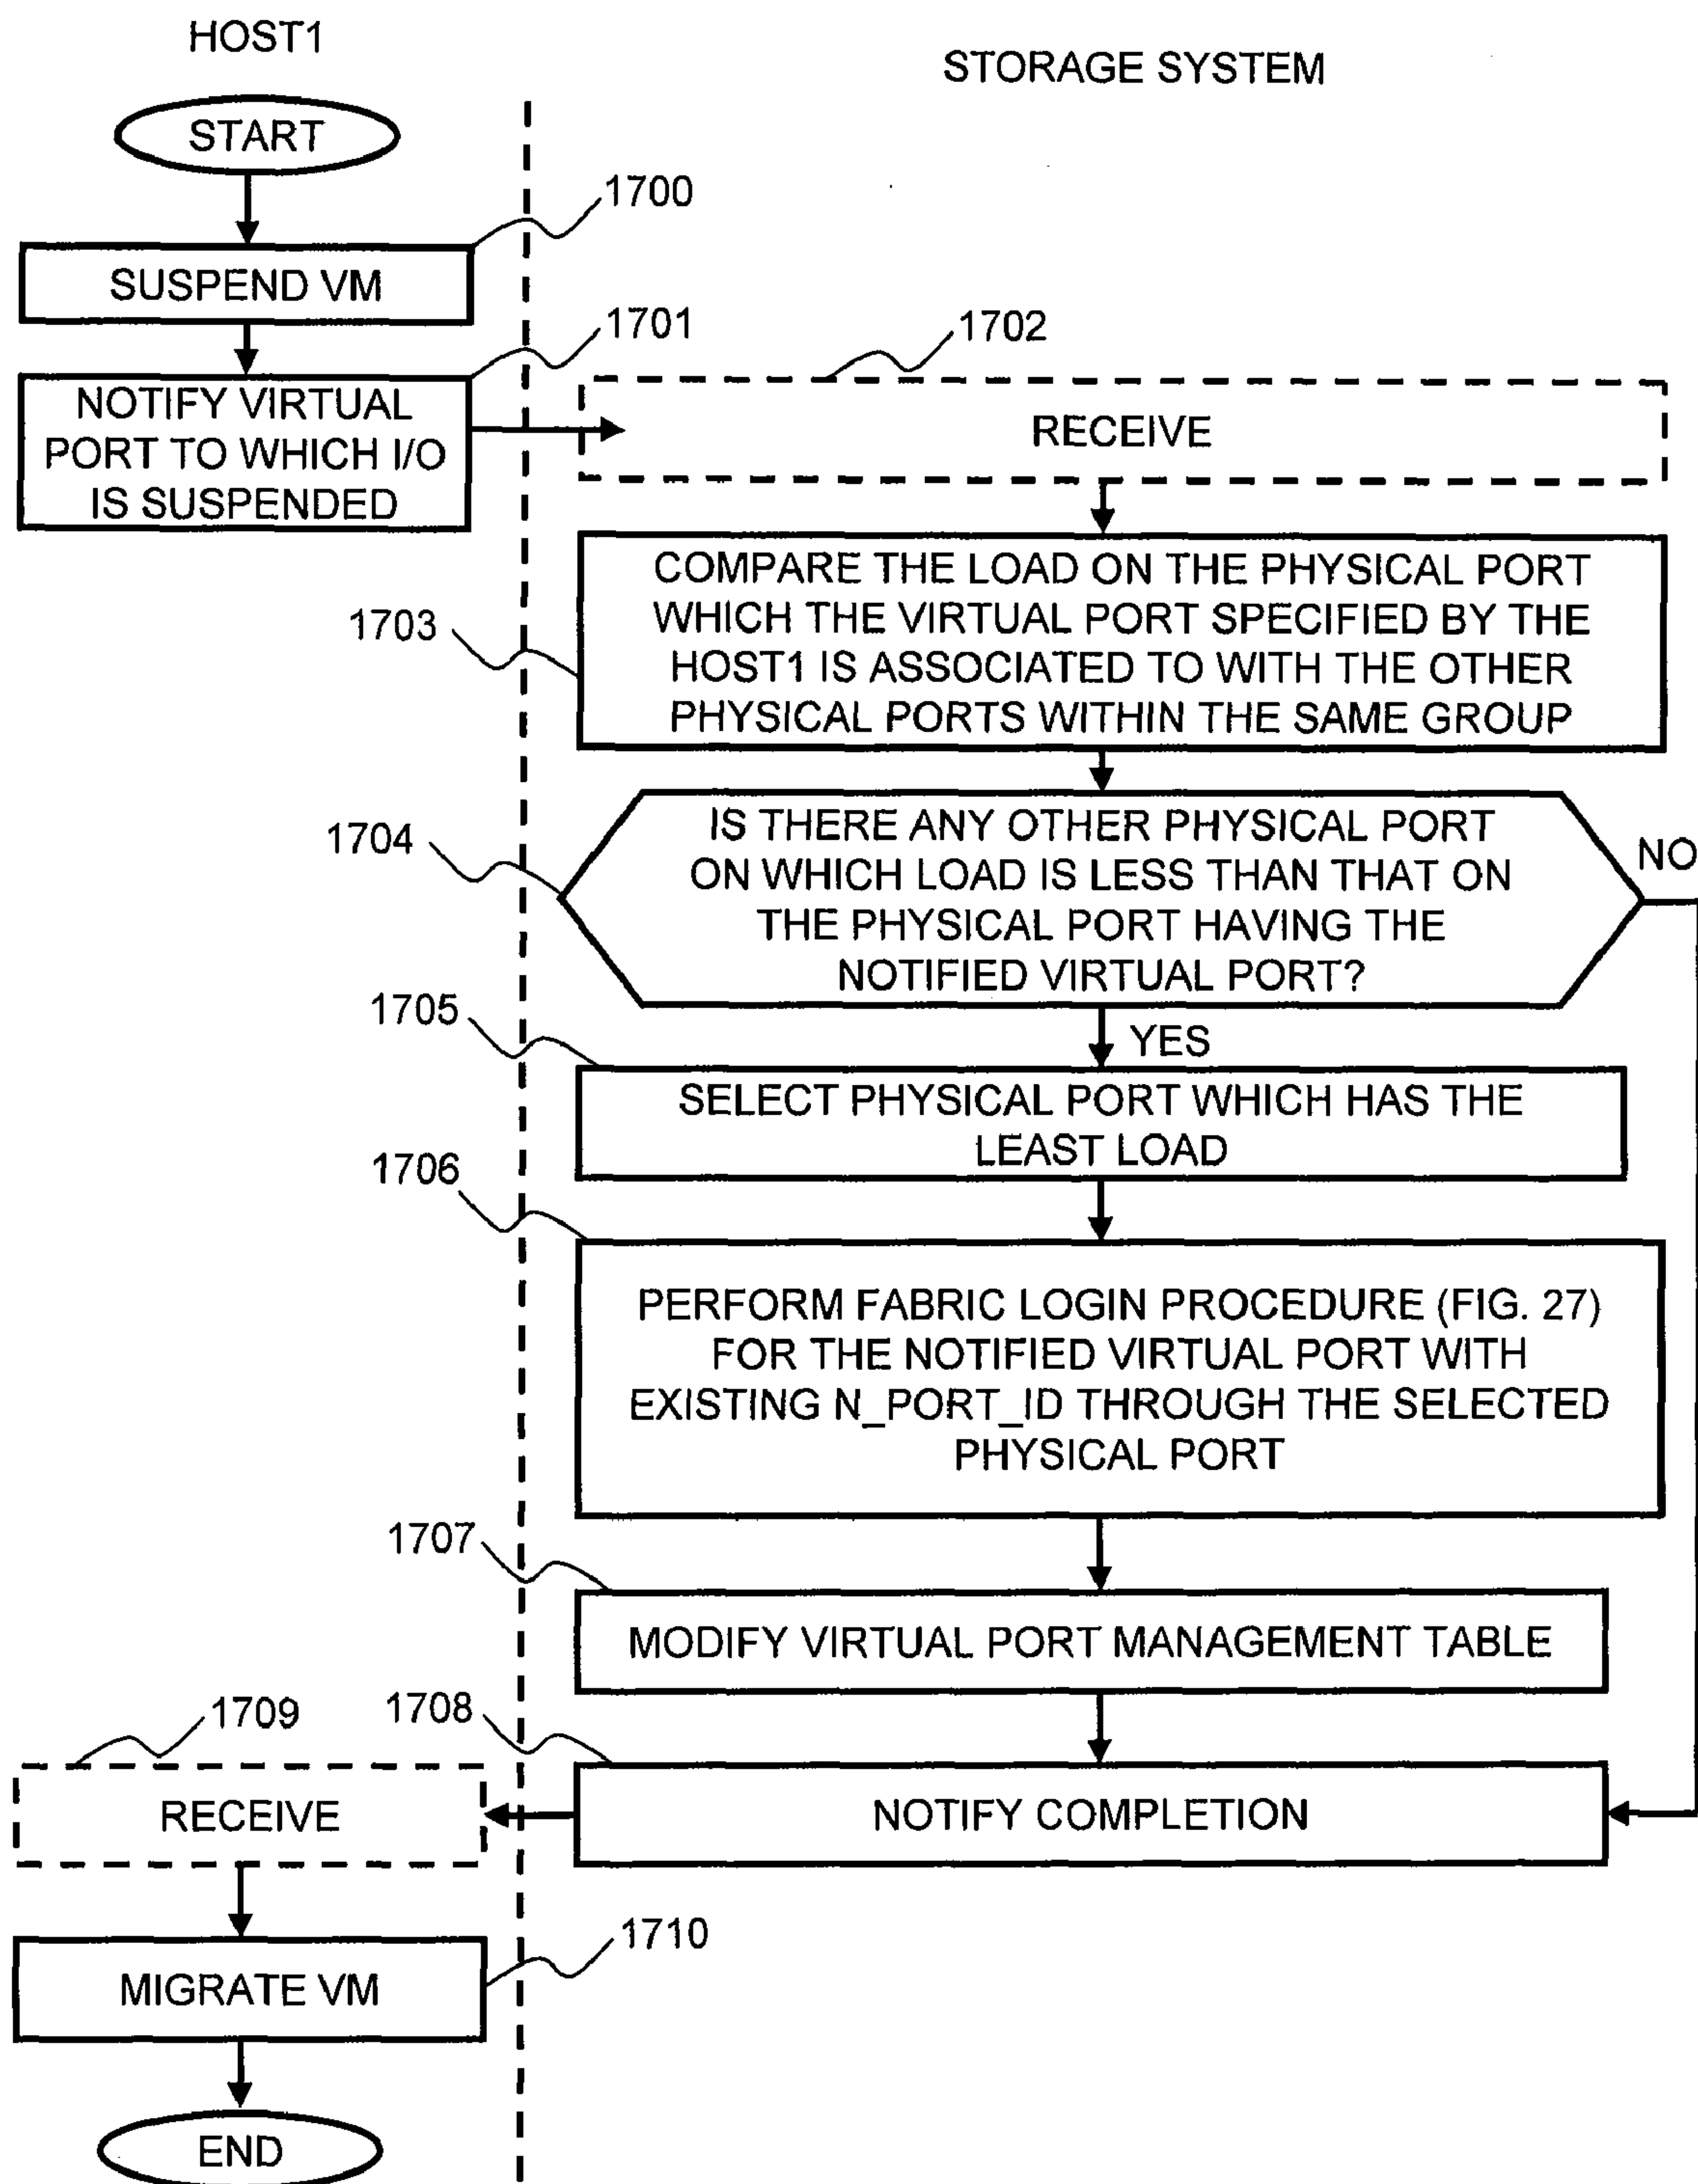 HOST1
STORAGE SYSTEM
START
1700
SUSPEND VM
1701
1702
NOTIFY VIRTUAL
PORT TO WHICH I/O
IS SUSPENDED
RECEIVE
1703
COMPARE THE LOAD ON THE PHYSICAL PORT
WHICH THE VIRTUAL PORT SPECIFIED BY THE
HOST1 IS ASSOCIATED TO WITH THE OTHER
PHYSICAL PORTS WITHIN THE SAME GROUP
1704
IS THERE ANY OTHER PHYSICAL PORT
ON WHICH LOAD IS LESS THAN THAT ON
THE PHYSICAL PORT HAVING THE
NOTIFIED VIRTUAL PORT?
NO
YES
1705
SELECT PHYSICAL PORT WHICH HAS THE
LEAST LOAD
1706
PERFORM FABRIC LOGIN PROCEDURE (FIG. 27)
FOR THE NOTIFIED VIRTUAL PORT WITH
EXISTING N_PORT_ID THROUGH THE SELECTED
PHYSICAL PORT
1707
MODIFY VIRTUAL PORT MANAGEMENT TABLE
1708
NOTIFY COMPLETION
1709
RECEIVE
1710
MIGRATE VM
END